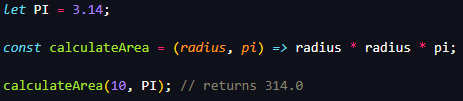 let PI = 3.14;
const calculateArea = (radius, pi) => radius * radius * pi;
calculateArea(10, PI); // returns 314.0